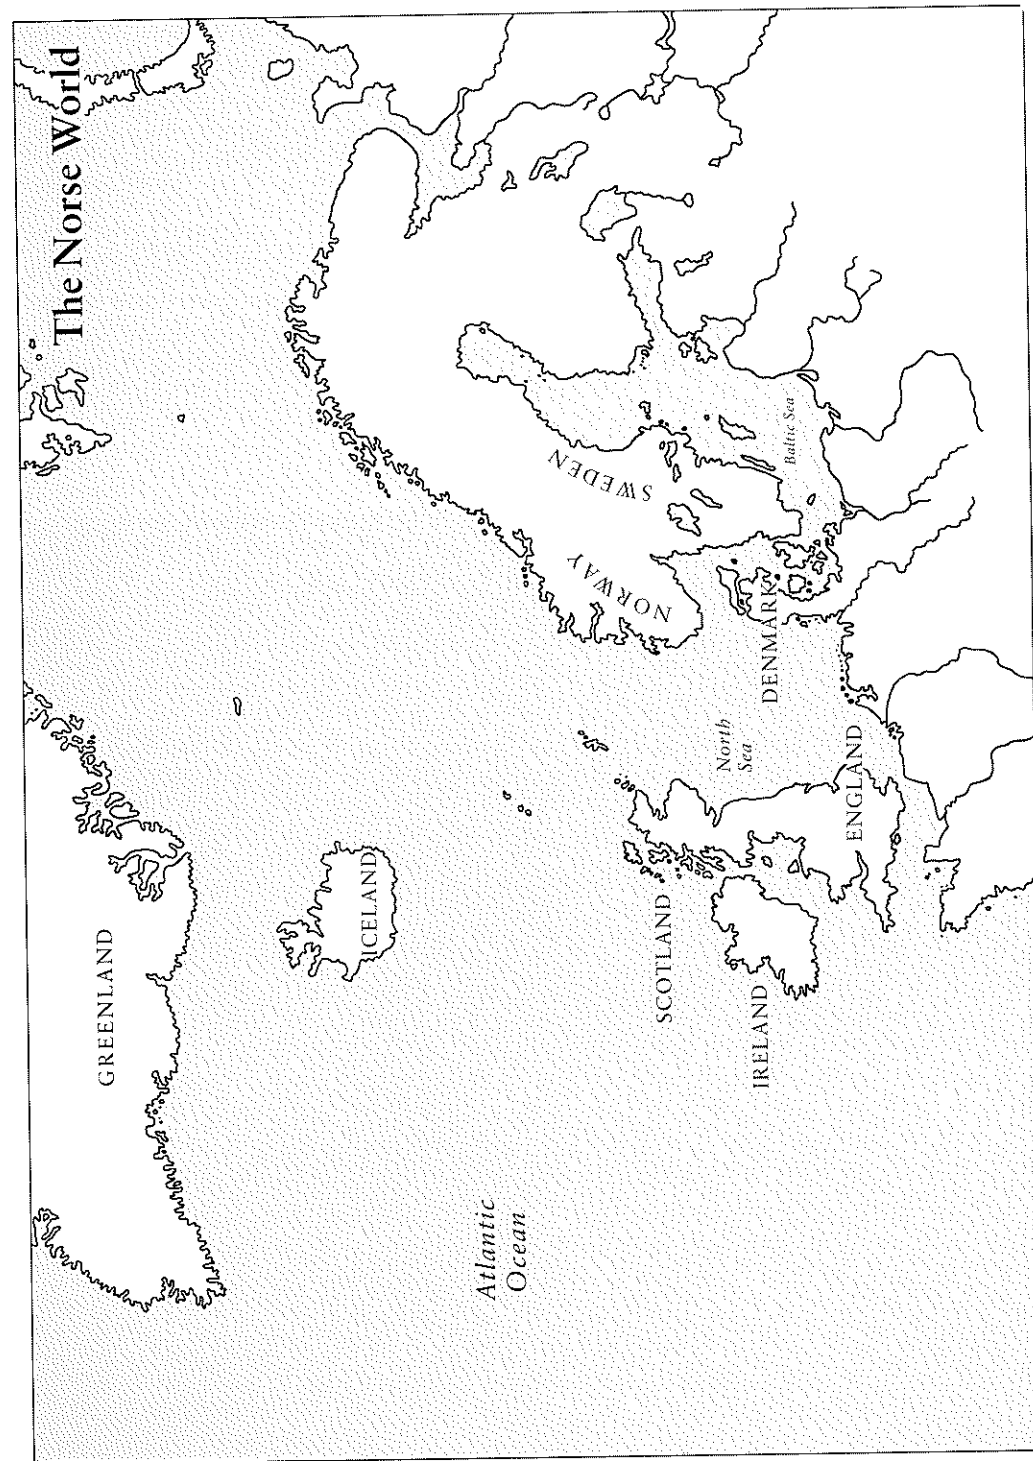 The Norse World
GREENLAND
ICELAND
NORWAY
SWEDEN
Atlantic
Ocean
SCOTLAND
IRELAND
North
Sea
DENMARK
Baltic Sea
ENGLAND